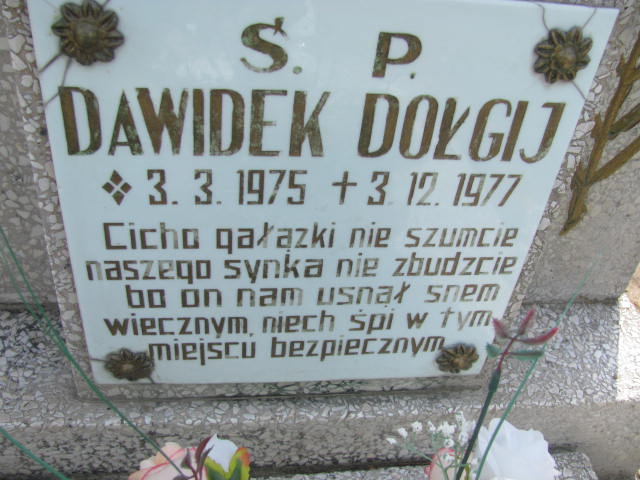 Ś. P.
DAWIDEK DOŁGIJ
3. 3. 1975 + 3. 12. 1977
Cicho gałązki nie szumcie
naszego synka nie zbudzcie
bo on nam usnął snem
wiecznym, niech śpi w tym
miejscu bezpiecznym